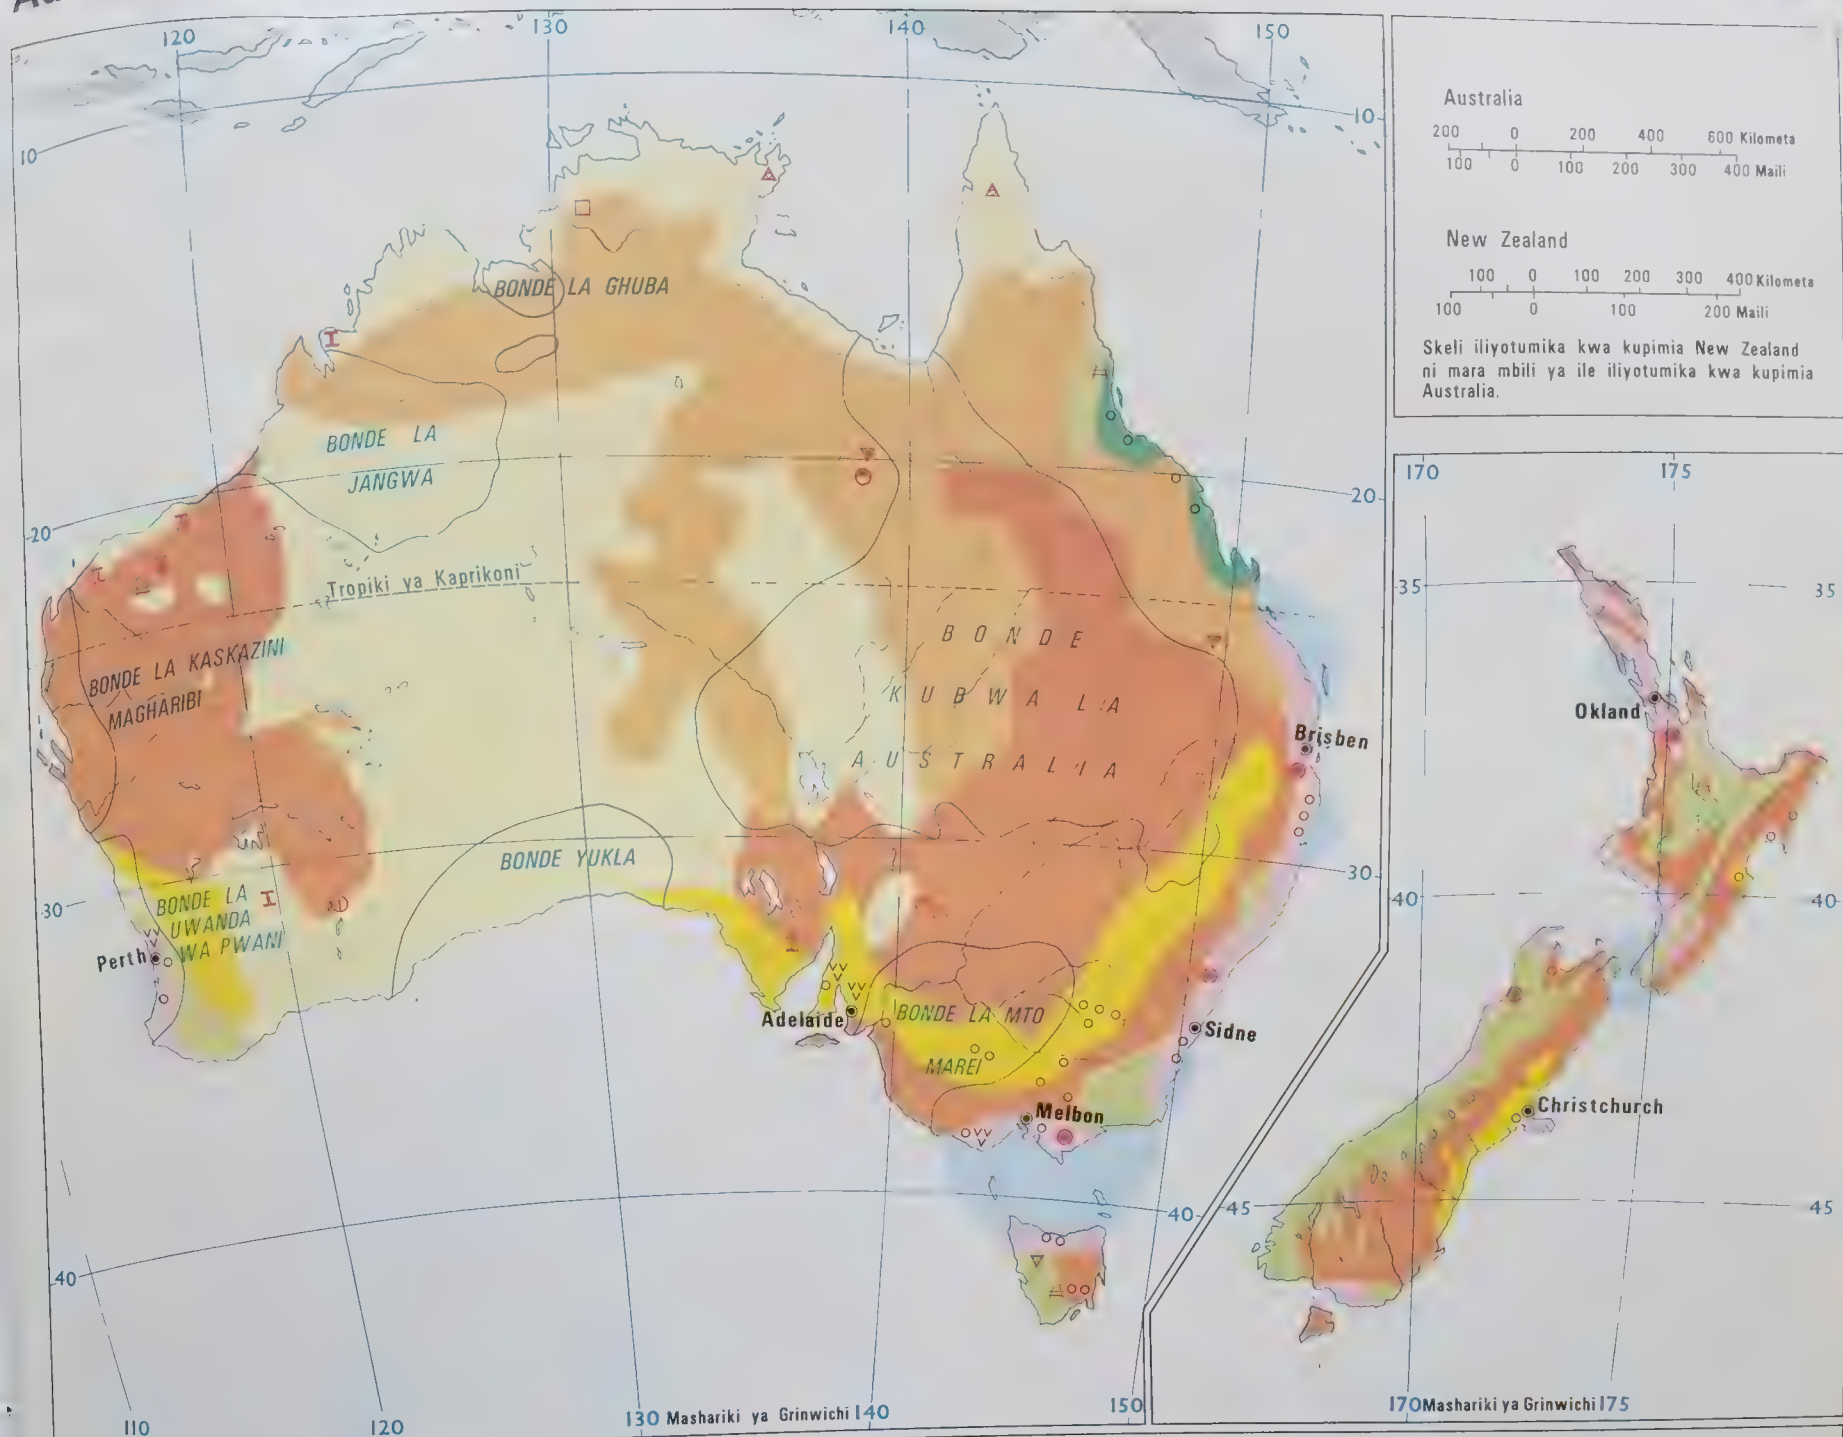 120
130
140
150
10
10
Australia
200 0 200 400 600 Kilometa
100 0 100 200 300 400 Maili
New Zealand
100 0 100 200 300 400 Kilometa
100 0 100 200 Maili
Skeli iliyotumika kwa kupimia New Zealand
ni mara mbili ya ile iliyotumika kwa kupimia
Australia.
BONDE LA GHUBA
BONDE LA
JANGWA
20
20
Tropiki ya Kaprikoni
BONDE LA KASKAZINI
MAGHARIBI
BONDE
KUBWA LA
AUSTRALIA
Brisben
BONDE YUKLA
30
30
BONDE LA
UWANDA
WA PWANI
Perth
Adelaide
BONDE LA MTO
MAREI
Sidne
Melbon
40
40
110
120
130 Mashariki ya Grinwichi 140
150
170
175
35
35
Okland
40
40
Christchurch
45
45
170 Mashariki ya Grinwichi 175